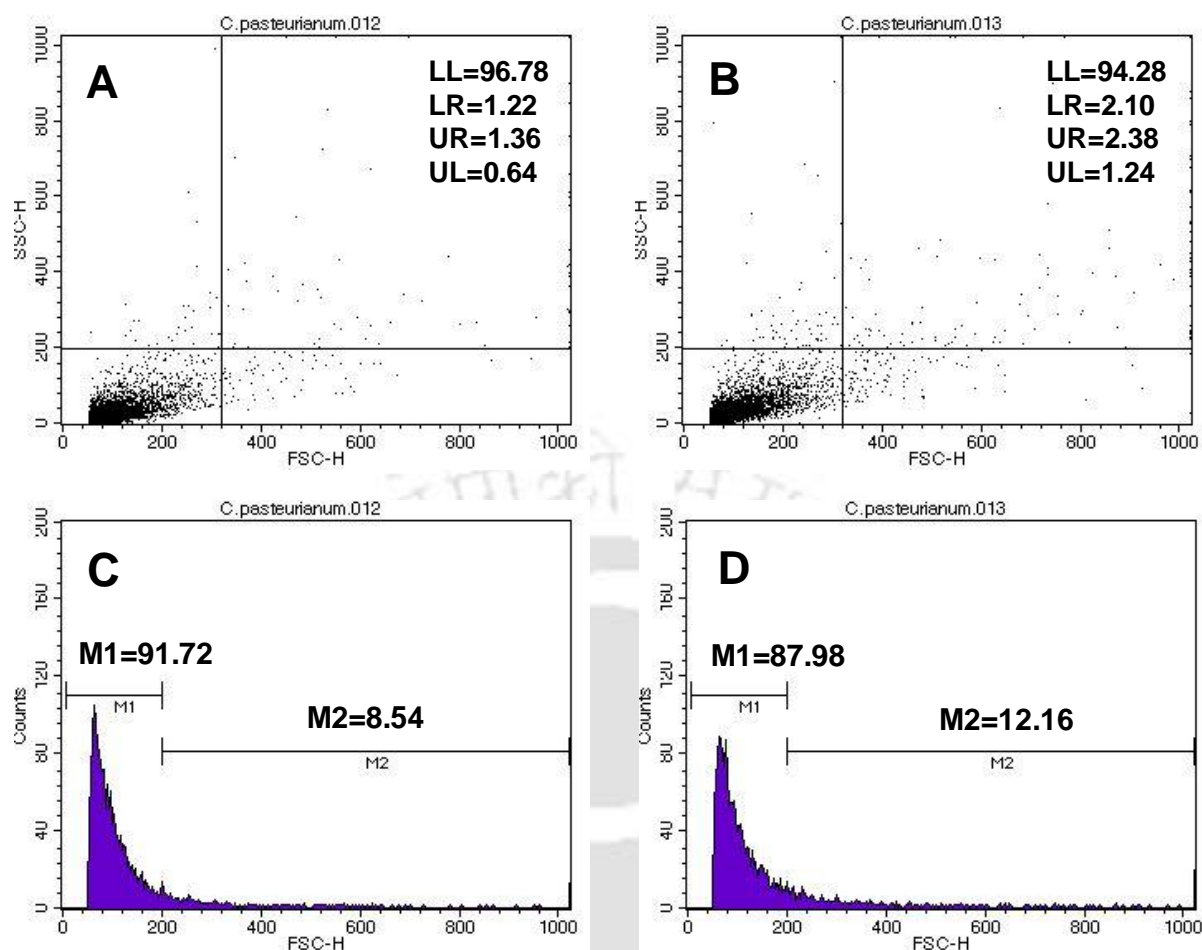 C.pasteurianum.012
A
LL=96.78
LR=1.22
UR=1.36
UL=0.64
SSC-H
0 200 400 600 800 1000
0 200 400 600 800 1000
FSC-H
C.pasteurianum.013
B
LL=94.28
LR=2.10
UR=2.38
UL=1.24
SSC-H
0 200 400 600 800 1000
0 200 400 600 800 1000
FSC-H
C.pasteurianum.012
C
M1=91.72
M1
M2=8.54
M2
Counts
0 40 80 120 160 200
0 200 400 600 800 1000
FSC-H
C.pasteurianum.013
D
M1=87.98
M1
M2=12.16
M2
Counts
0 40 80 120 160 200
0 200 400 600 800 1000
FSC-H